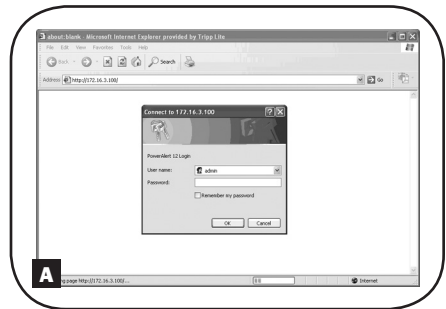 about:blank - Microsoft Internet Explorer provided by Tripp Lite
File Edit View Favorites Tools Help
Back Search
Address http://172.16.3.100/ Go
Connect to 172.16.3.100
PowerAlert 12 Login
User name: admin
Password:
Remember my password
OK Cancel
A
ng page http://172.16.3.100/... Internet